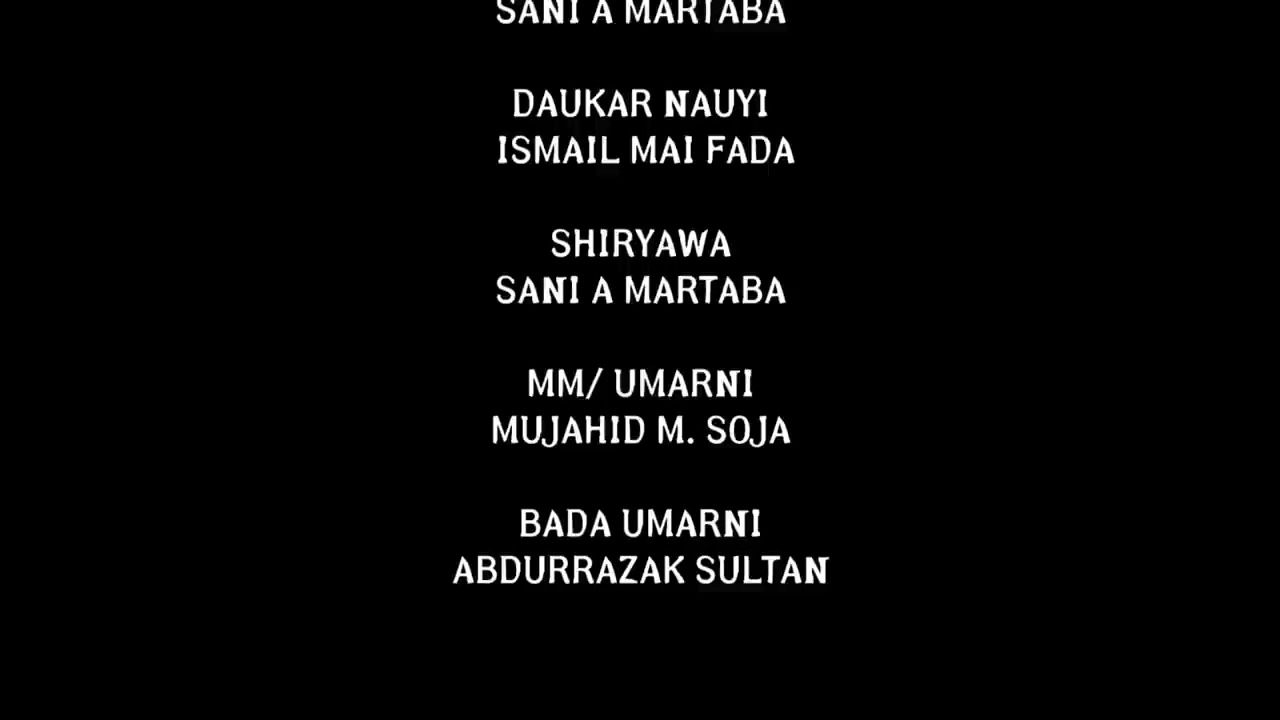 SANI A MARTABA
DAUKAR NAUYI
ISMAIL MAI FADA
SHIRYAWA
SANI A MARTABA
MM/ UMARNI
MUJAHID M. SOJA
BADA UMARNI
ABDURRAZAK SULTAN